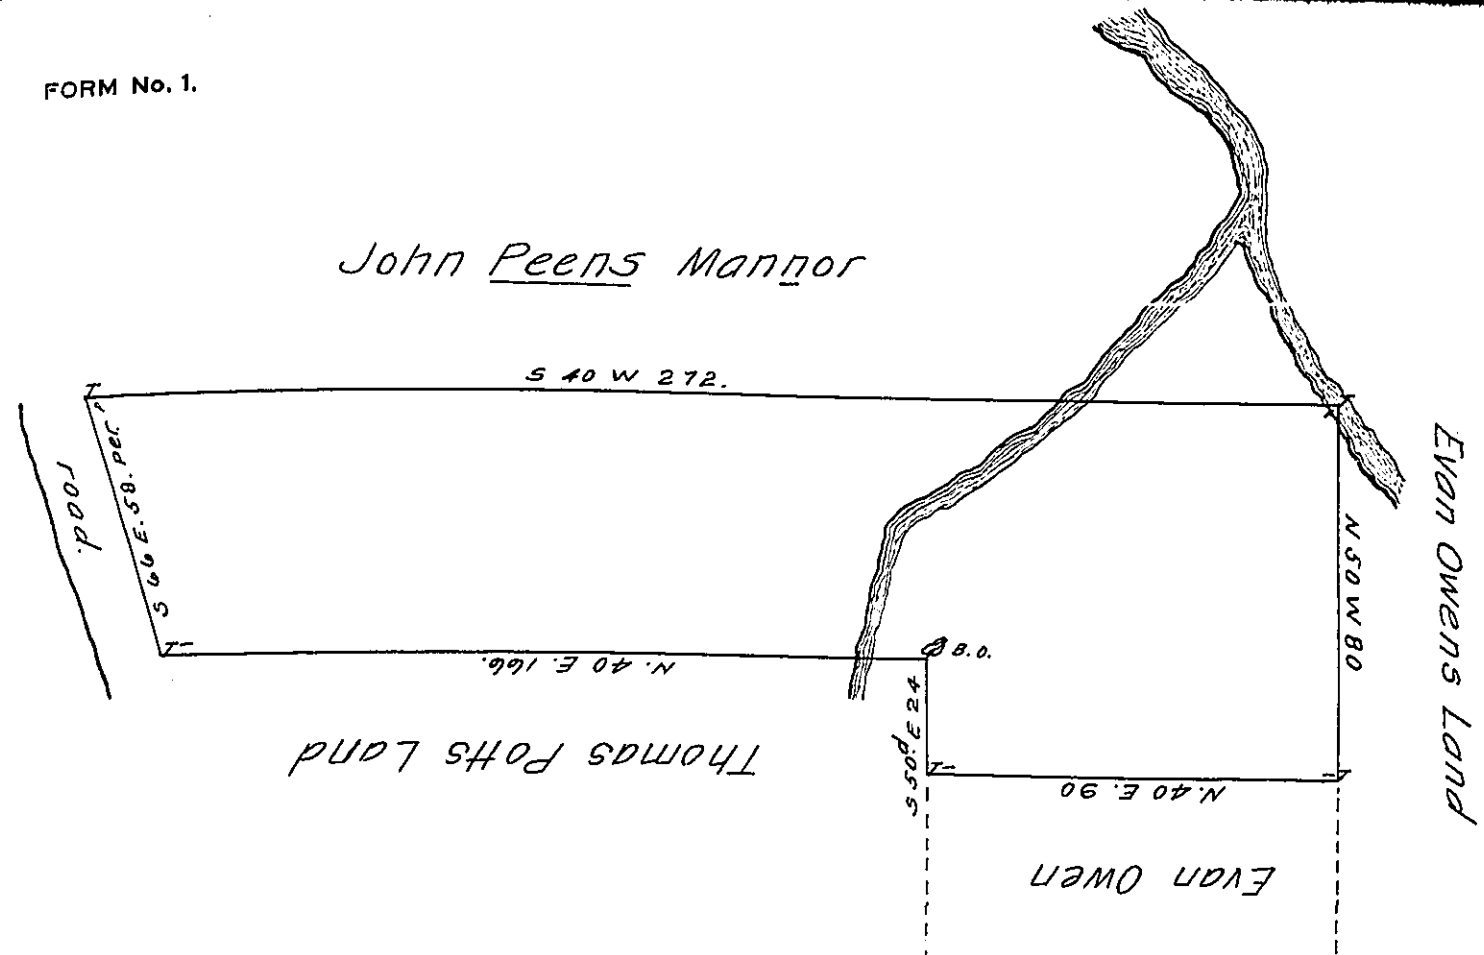 FORM No. 1.
John Peens Mannor
S 40 W 272.
T
P
S 66 E. 58. Per.
road.
T
N. 40 E. 166.
B.O.
S 50d E 24
Thomas Potts Land
T
N. 40 E. 90
N 50 W 80
Evan Owens Land
Evan Owen